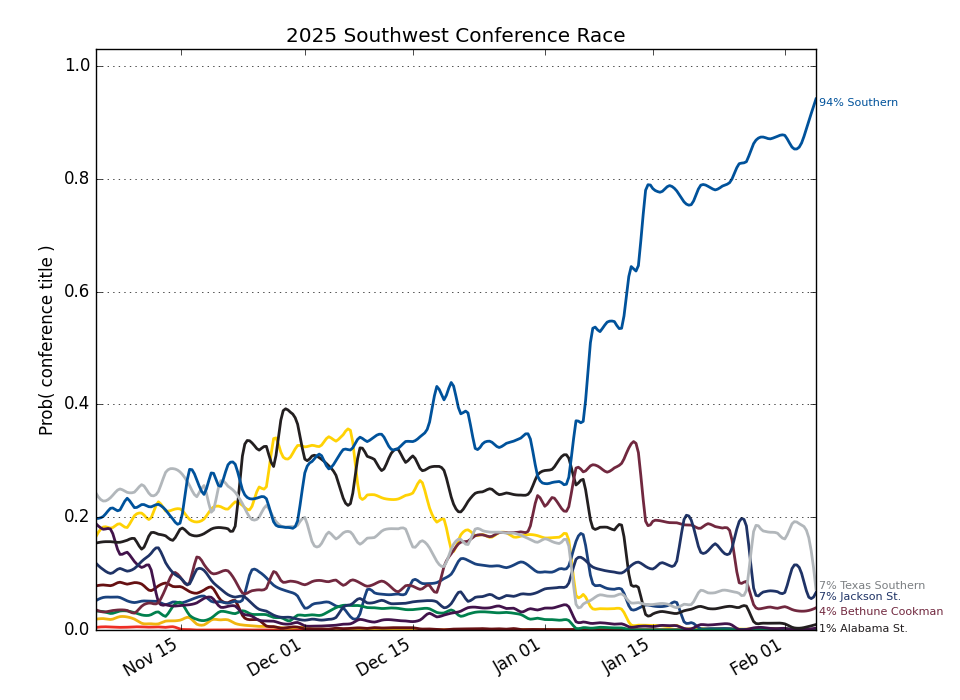 2025 Southwest Conference Race
Prob( conference title )
1.0
0.8
0.6
0.4
0.2
0.0
Nov 15
Dec 01
Dec 15
Jan 01
Jan 15
Feb 01
94% Southern
7% Texas Southern
7% Jackson St.
4% Bethune Cookman
1% Alabama St.